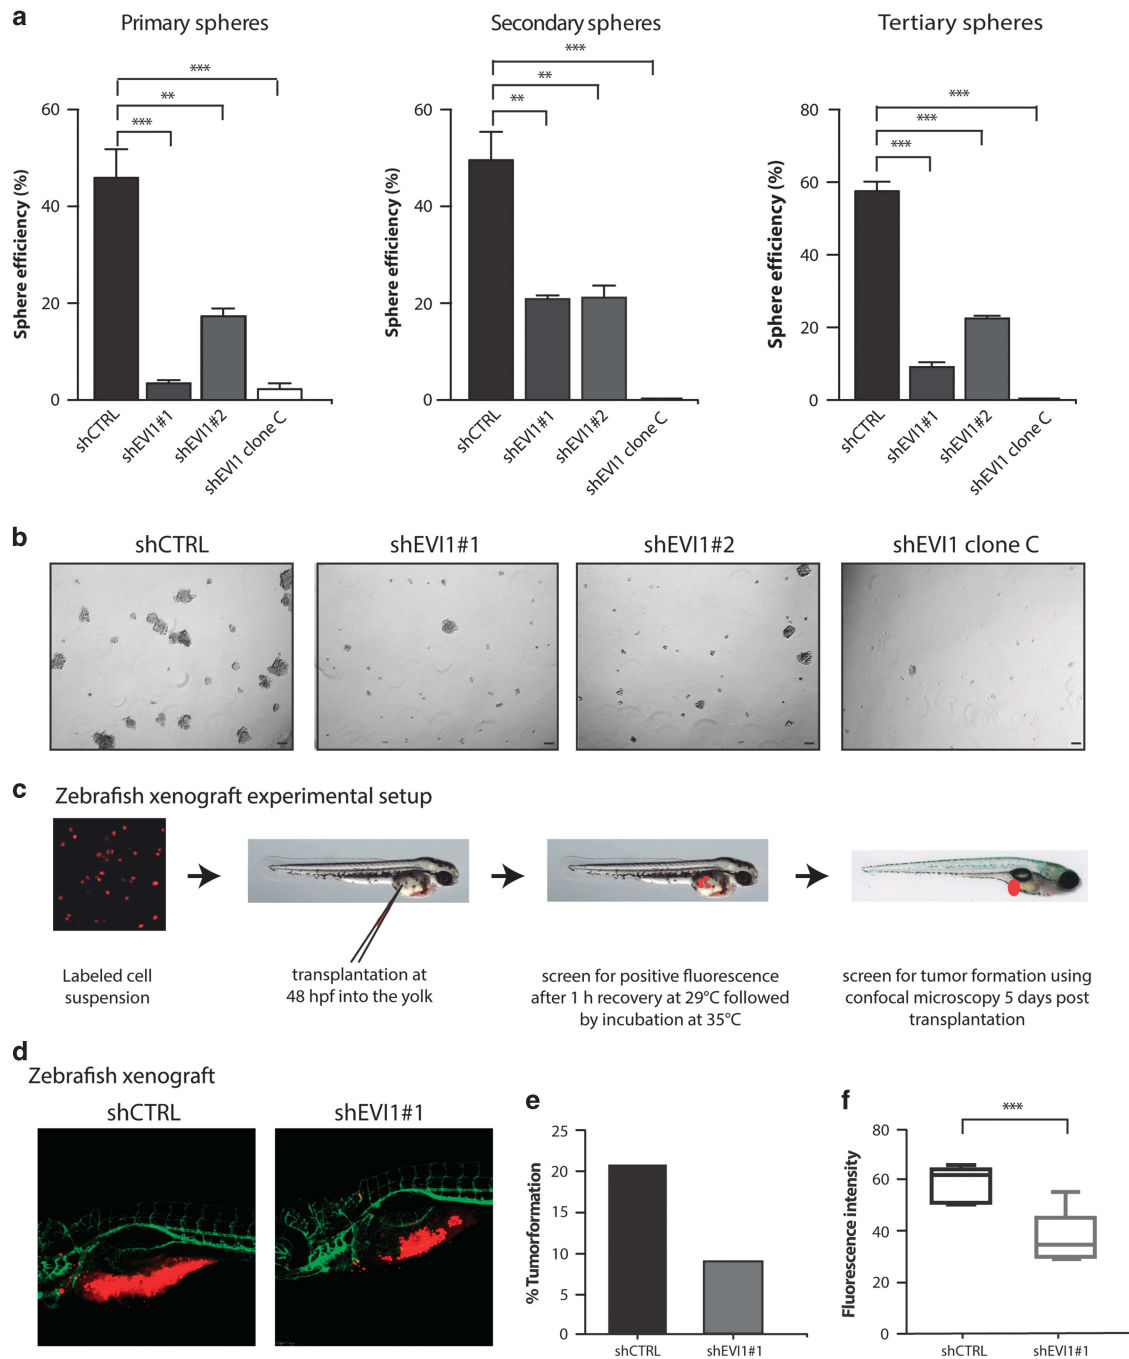 a
Primary spheres
Secondary spheres
Tertiary spheres
***
**
***
60
40
20
0
Sphere efficiency (%)
shCTRL
shEVI1#1
shEVI1#2
shEVI1 clone C
***
**
**
60
40
20
0
Sphere efficiency (%)
shCTRL
shEVI1#1
shEVI1#2
shEVI1 clone C
***
***
***
80
60
40
20
0
Sphere efficiency (%)
shCTRL
shEVI1#1
shEVI1#2
shEVI1 clone C
b
shCTRL
shEVI1#1
shEVI1#2
shEVI1 clone C
c
Zebrafish xenograft experimental setup
Labeled cell
suspension
transplantation at
48 hpf into the yolk
screen for positive fluorescence
after 1 h recovery at 29°C followed
by incubation at 35°C
screen for tumor formation using
confocal microscopy 5 days post
transplantation
d
Zebrafish xenograft
shCTRL
shEVI1#1
e
25
20
15
10
5
0
% Tumorformation
shCTRL
shEVI1#1
f
***
80
60
40
20
0
Fluorescence intensity
shCTRL
shEVI1#1